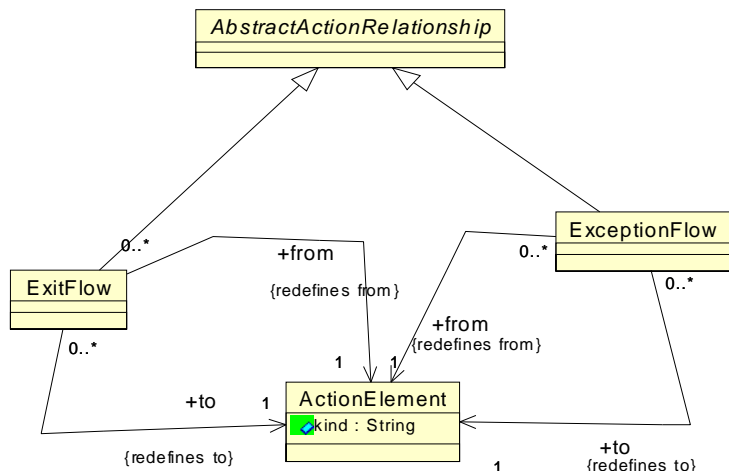 AbstractActionRelationship
ExceptionFlow
0..*
0..*
+from
0..*
ExitFlow
{redefines from}
+from
{redefines from}
0..*
1
1
ActionElement
+to
1
kind : String
+to
{redefines to}
1
{redefines to}